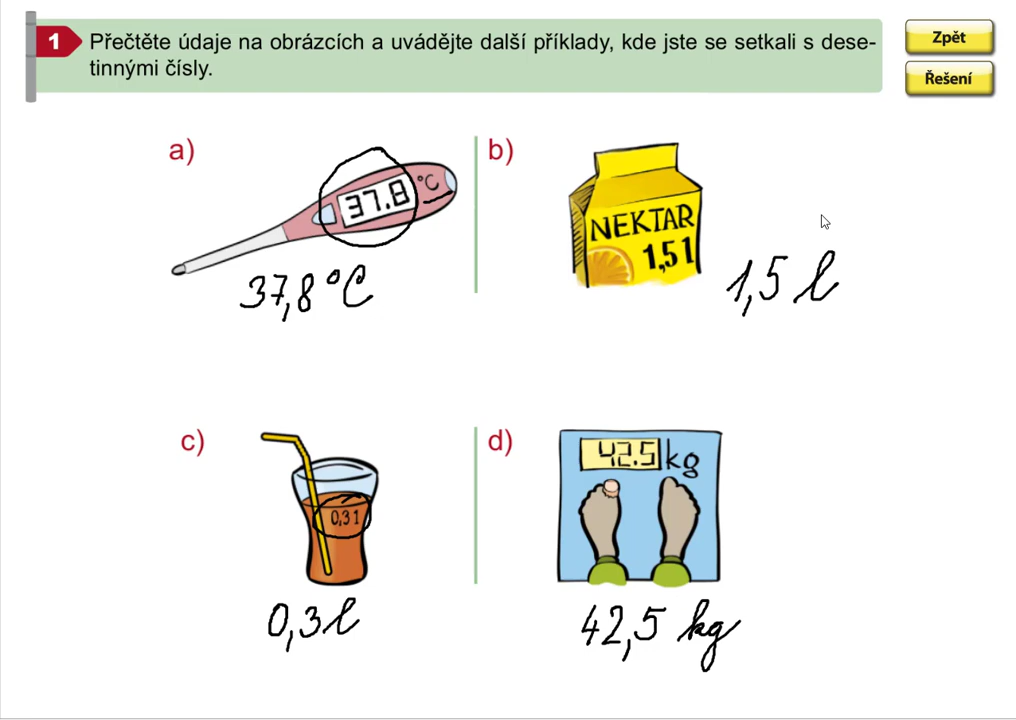 1 Přečtěte údaje na obrázcích a uvádějte další příklady, kde jste se setkali s dese-
tinnými čísly.
Zpět
Řešení
a)
37.8 °C
37,8 °C
b)
NEKTAR
1,5 l
1,5 l
c)
0,3 l
0,3 l
d)
42.5 kg
42,5 kg